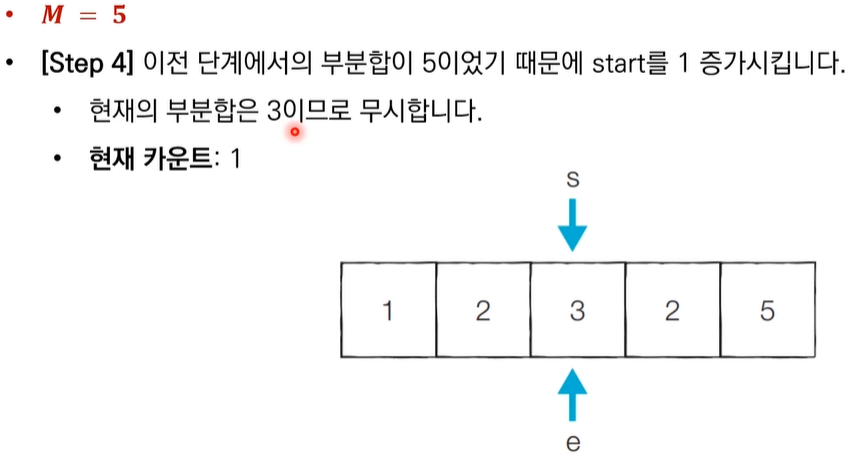 • M = 5
• [Step 4] 이전 단계에서의 부분합이 5이었기 때문에 start를 1 증가시킵니다.
• 현재의 부분합은 3이므로 무시합니다.
• 현재 카운트: 1
s
1 2 3 2 5
e